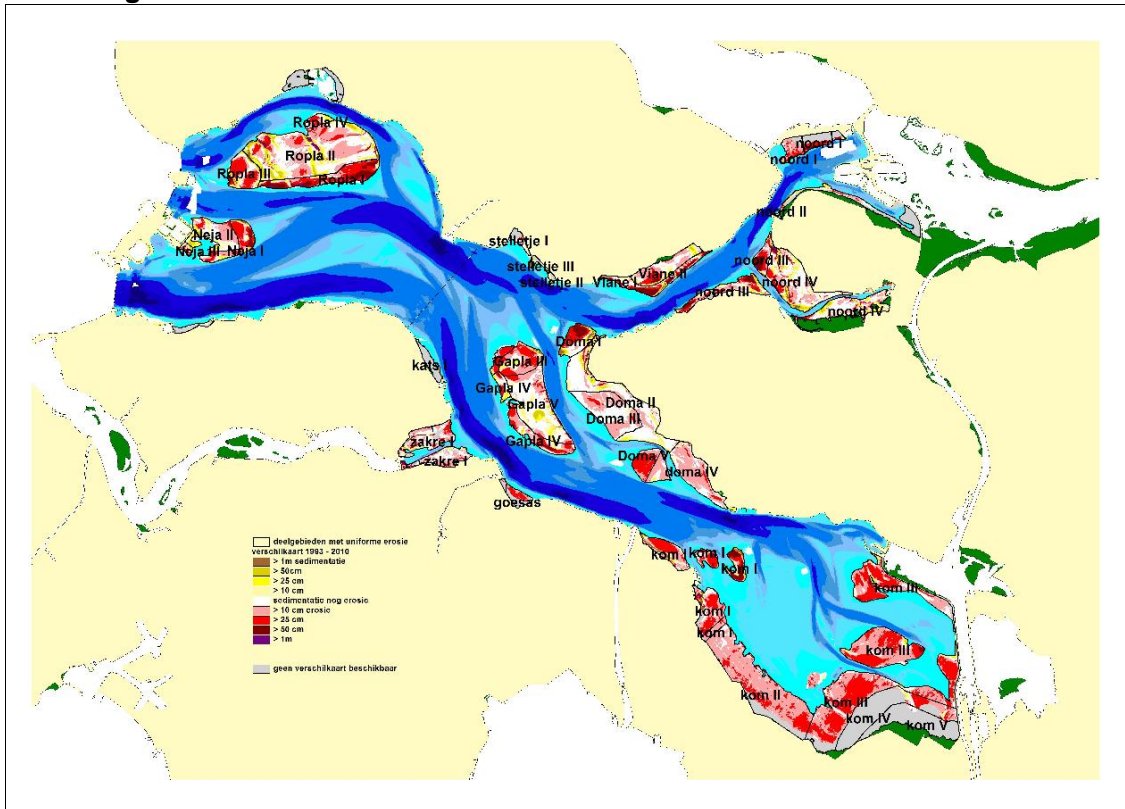 Ropla IV
Ropla II
Ropla III
Ropla I
noord I
noord I
noord II
Neja II
Neja III
Neja I
stelletje I
stelletje III
stelletje II
Viane I
Viane II
noord III
noord III
noord IV
noord IV
Doma I
kats
Gapla III
Gapla IV
Gapla V
Gapla IV
Doma II
Doma III
zakre I
zakre I
Doma V
doma IV
goesas
kom I
kom I
kom I
kom I
kom I
kom III
kom III
kom II
kom III
kom IV
kom V
deelgebieden met uniforme erosie
verschilkaart 1993 - 2010
> 1m sedimentatie
> 50cm
> 25 cm
> 10 cm
sedimentatie nog erosie
> 10 cm erosie
> 25 cm
> 50 cm
> 1m
geen verschilkaart beschikbaar